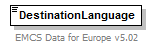 DestinationLanguage
EMCS Data for Europe v5.02